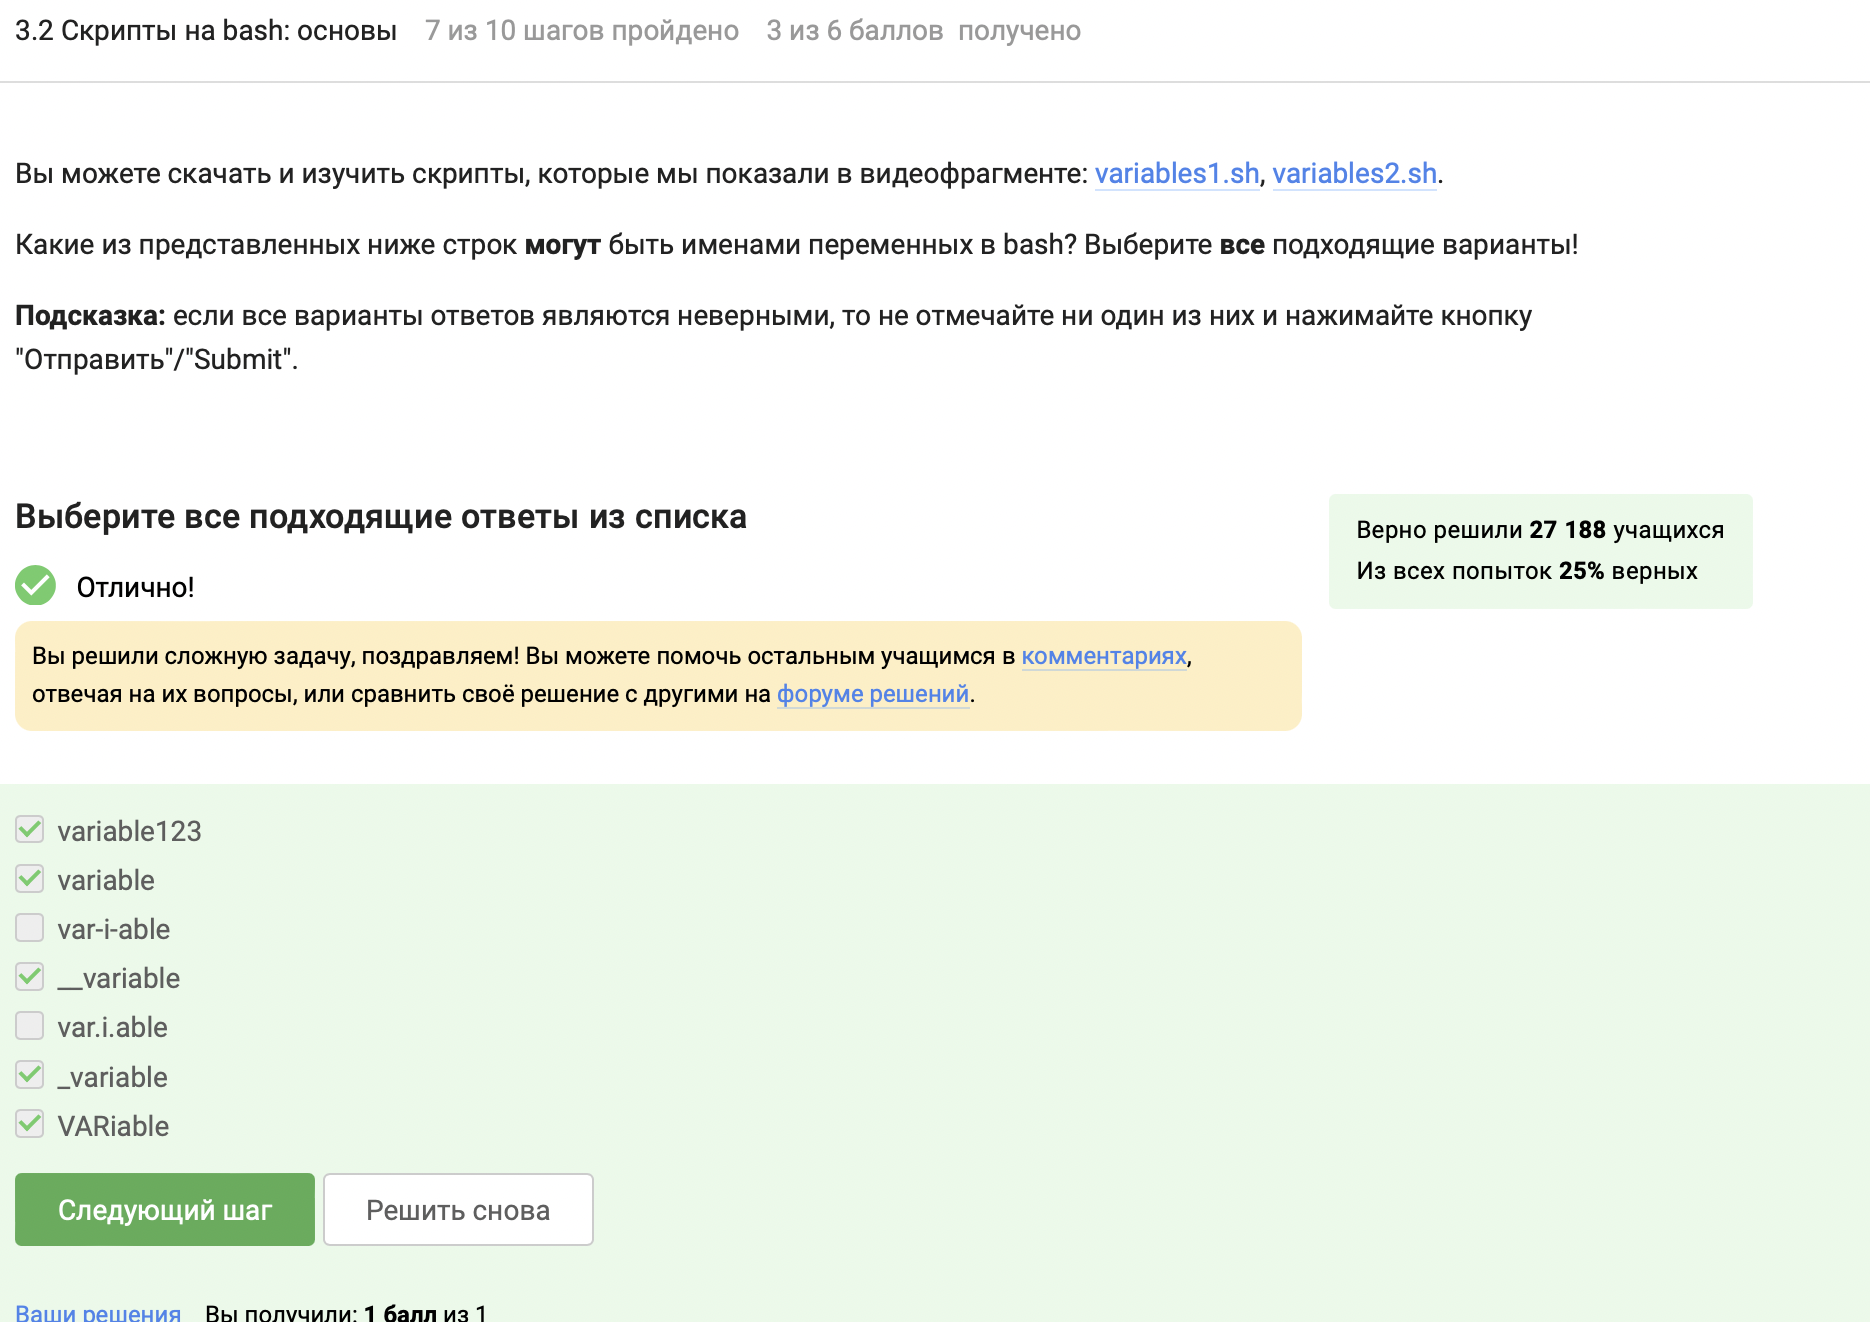 3.2 Скрипты на bash: основы 7 из 10 шагов пройдено 3 из 6 баллов получено
Вы можете скачать и изучить скрипты, которые мы показали в видеофрагменте: variables1.sh, variables2.sh.
Какие из представленных ниже строк могут быть именами переменных в bash? Выберите все подходящие варианты!
Подсказка: если все варианты ответов являются неверными, то не отмечайте ни один из них и нажимайте кнопку
"Отправить"/"Submit".
Выберите все подходящие ответы из списка
Верно решили 27 188 учащихся
Из всех попыток 25% верных
Отлично!
Вы решили сложную задачу, поздравляем! Вы можете помочь остальным учащимся в комментариях,
отвечая на их вопросы, или сравнить своё решение с другими на форуме решений.
variable123
variable
var-i-able
__variable
var.i.able
_variable
VARiable
Следующий шаг Решить снова
Ваши решения Вы получили: 1 балл из 1